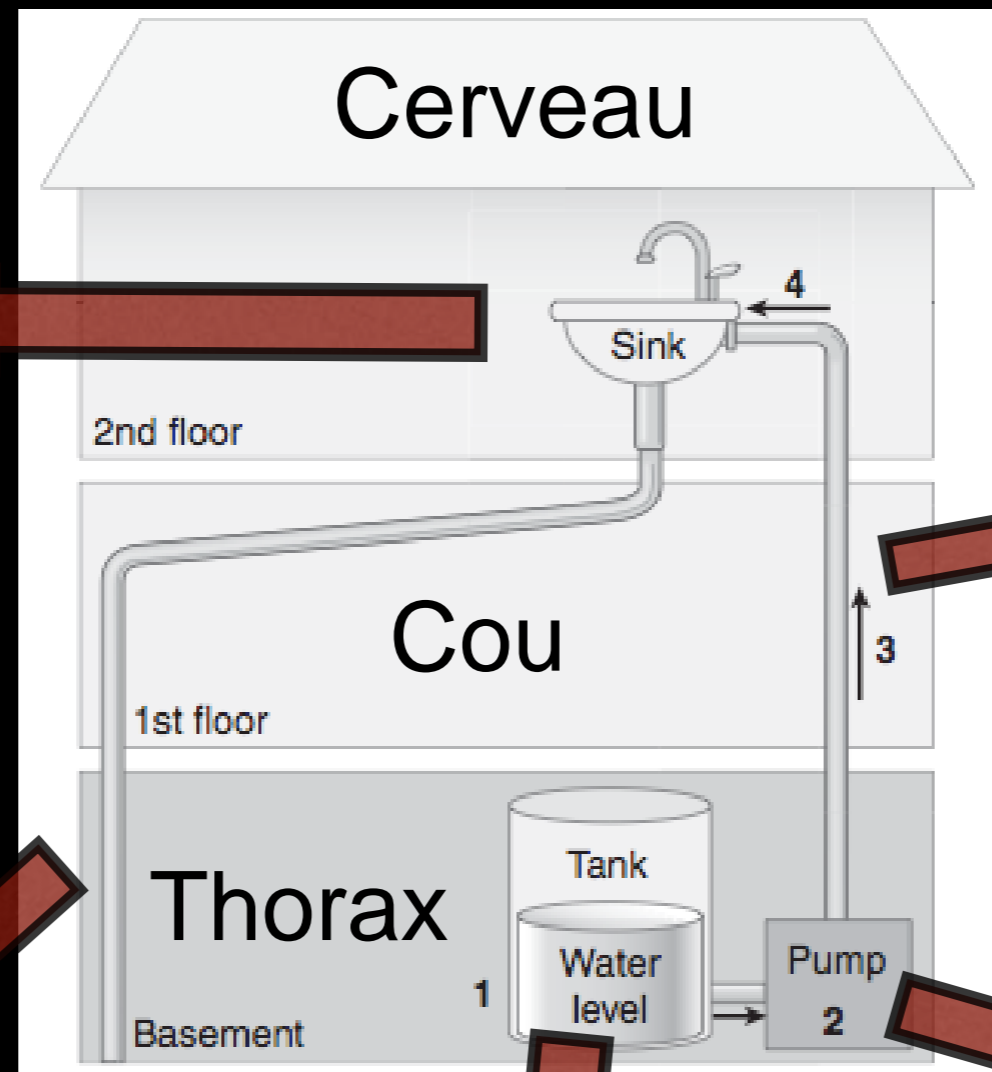 Cerveau
4
Sink
2nd floor
Cou
3
1st floor
Tank
Thorax
Water
level
Pump
1
2
Basement